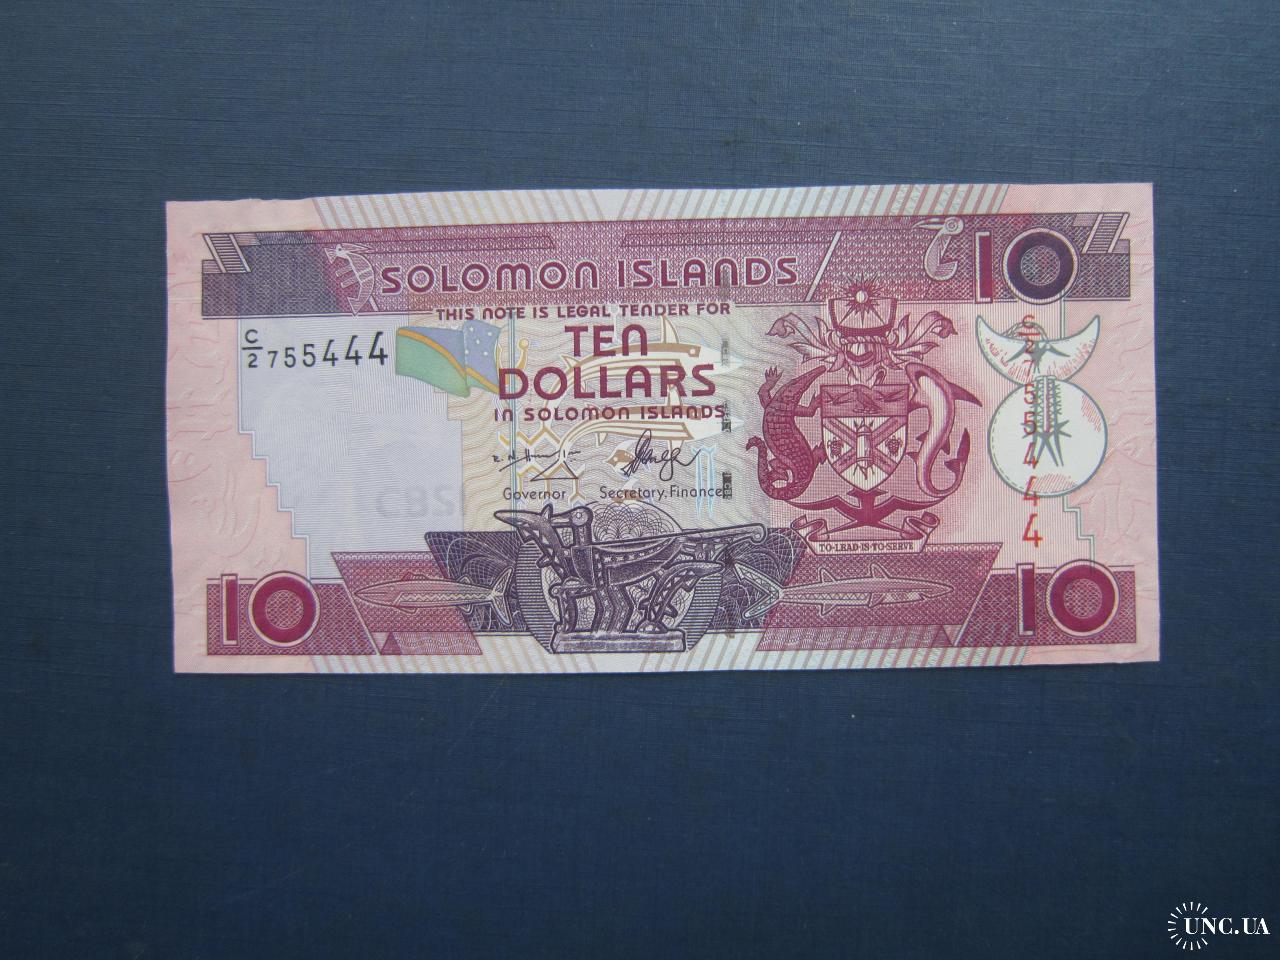 SOLOMON ISLANDS
10
THIS NOTE IS LEGAL TENDER FOR
TEN
DOLLARS
IN SOLOMON ISLANDS
C/2 755444
C/2 755444
CBSI
Governor Secretary, Finance
TO·LEAD·IS·TO·SERVE
10
10
UNC.UA